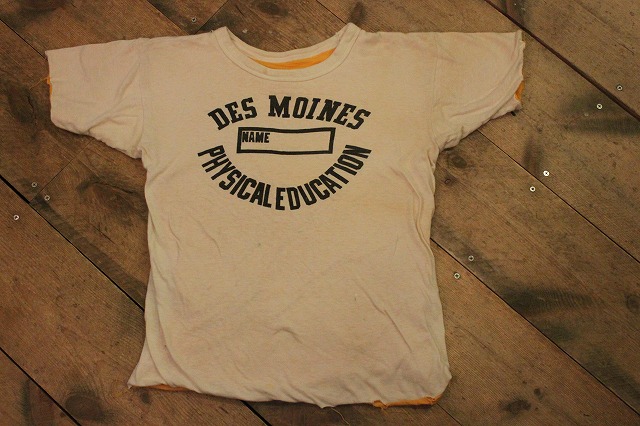 DES MOINES
NAME
PHYSICAL EDUCATION